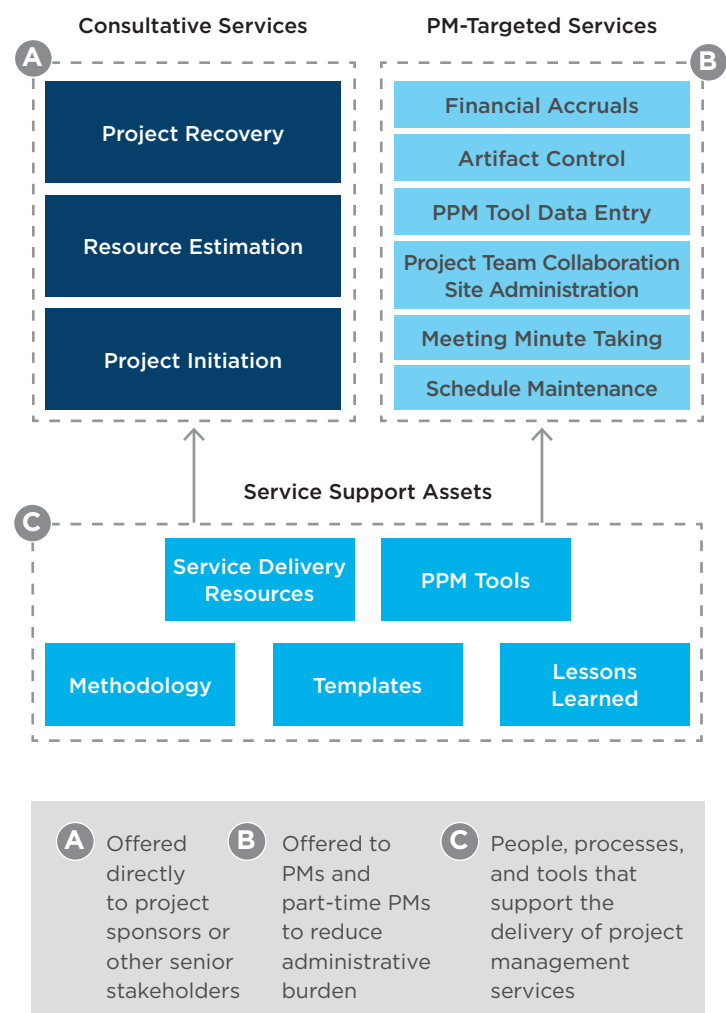 Consultative Services
A
Project Recovery
Resource Estimation
Project Initiation
PM-Targeted Services
B
Financial Accruals
Artifact Control
PPM Tool Data Entry
Project Team Collaboration
Site Administration
Meeting Minute Taking
Schedule Maintenance
Service Support Assets
C
Service Delivery
Resources
PPM Tools
Methodology
Templates
Lessons
Learned
A
Offered
directly
to project
sponsors or
other senior
stakeholders
B
Offered to
PMs and
part-time PMs
to reduce
administrative
burden
C
People, processes,
and tools that
support the
delivery of project
management
services